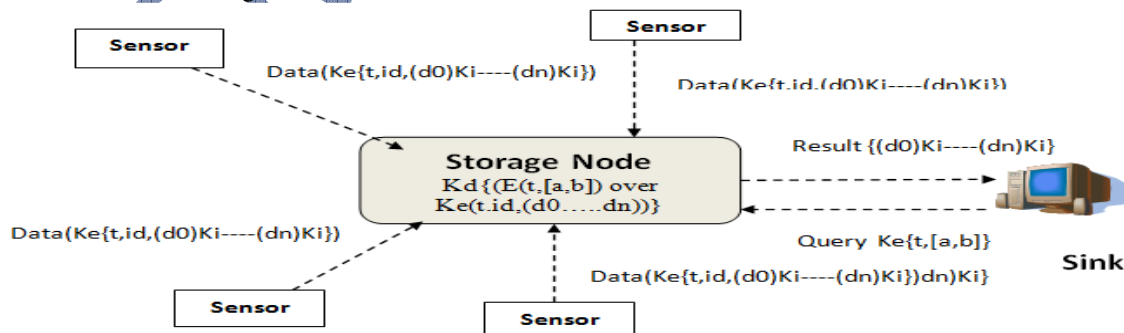 Sensor
Sensor
Data(Ke{t,id,(d0)Ki----(dn)Ki})
Data(Ke{t,id,(d0)Ki----(dn)Ki})
Result {(d0)Ki----(dn)Ki}
Storage Node
Kd{(E(t,[a,b]) over
Ke(t.id,(d0.....dn))}
Data(Ke{t,id,(d0)Ki----(dn)Ki})
Query Ke{t,[a,b]}
Sink
Data(Ke{t,id,(d0)Ki----(dn)Ki})dn)Ki}
Sensor
Sensor